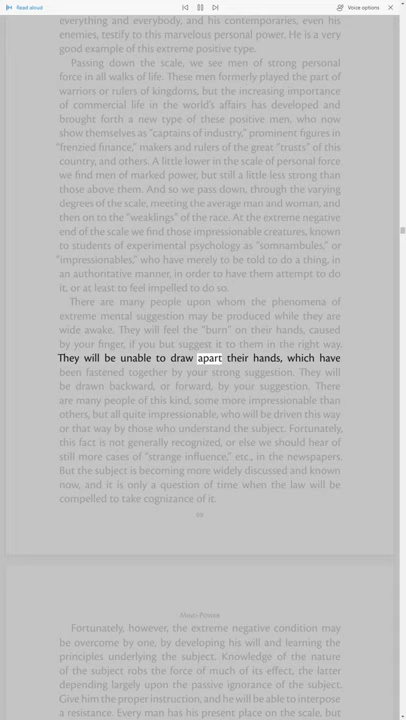 Read aloud
Voice options
everything and everybody, and his contemporaries, even his
enemies, testify to this marvelous personal power. He is a very
good example of this extreme positive type.
Passing down the scale, we see men of strong personal
force in all walks of life. These men formerly played the part of
warriors or rulers of kingdoms, but the increasing importance
of commercial life in the world's affairs has developed and
brought forth a new type of these positive men, who now
show themselves as "captains of industry," prominent figures in
"frenzied finance," makers and rulers of the great "trusts" of this
country, and others. A little lower in the scale of personal force
we find men of marked power, but still a little less strong than
those above them. And so we pass down, through the varying
degrees of the scale, meeting the average man and woman, and
then on to the "weaklings" of the race. At the extreme negative
end of the scale we find those impressionable creatures, known
to students of experimental psychology as "somnambules," or
"impressionables," who have merely to be told to do a thing, in
an authoritative manner, in order to have them attempt to do
it, or at least to feel impelled to do so.
There are many people upon whom the phenomena of
extreme mental suggestion may be produced while they are
wide awake. They will feel the "burn" on their hands, caused
by your finger, if you but suggest it to them in the right way.
They will be unable to draw apart their hands, which have
been fastened together by your strong suggestion. They will
be drawn backward, or forward, by your suggestion. There
are many people of this kind, some more impressionable than
others, but all quite impressionable, who will be driven this way
or that way by those who understand the subject. Fortunately,
this fact is not generally recognized, or else we should hear of
still more cases of "strange influence," etc., in the newspapers.
But the subject is becoming more widely discussed and known
now, and it is only a question of time when the law will be
compelled to take cognizance of it.
Mind-Power
Fortunately, however, the extreme negative condition may
be overcome by one, by developing his will and learning the
principles underlying the subject. Knowledge of the nature
of the subject robs the force of much of its effect, the latter
depending largely upon the passive ignorance of the subject.
Give him the proper instruction, and he will be able to interpose
a resistance. Every man has his present place on the scale, but